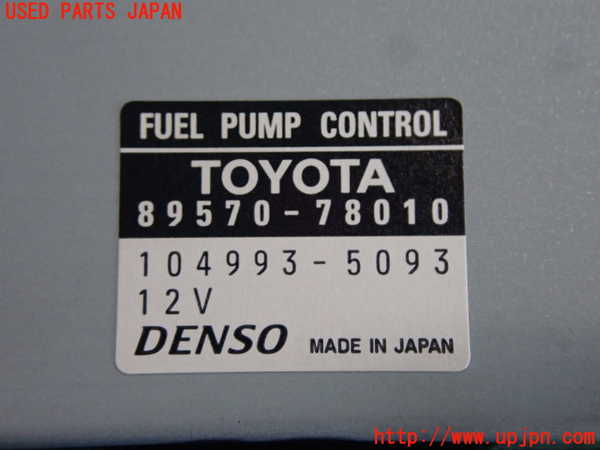 USED PARTS JAPAN
FUEL PUMP CONTROL
TOYOTA
89570-78010
104993-5093
12V
DENSO MADE IN JAPAN
http://www.upjpn.com/